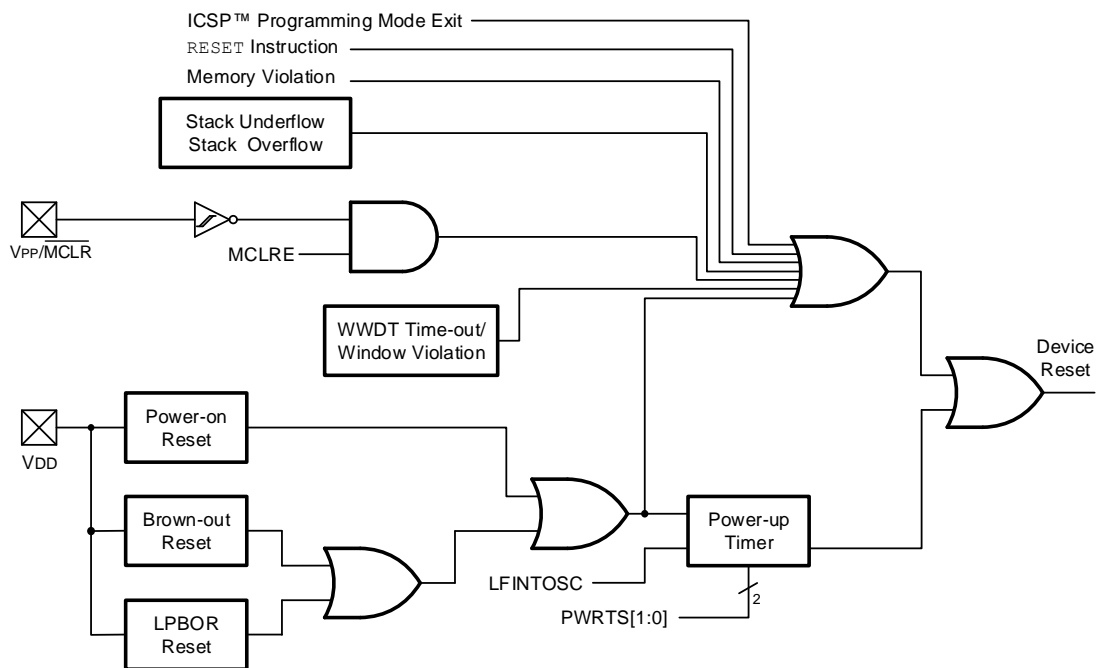 ICSP™ Programming Mode Exit
RESET Instruction
Memory Violation
Stack Underflow
Stack Overflow
VPP/MCLR
MCLRE
WWDT Time-out/
Window Violation
Device
Reset
VDD
Power-on
Reset
Brown-out
Reset
LPBOR
Reset
Power-up
Timer
LFINTOSC
2
PWRTS[1:0]